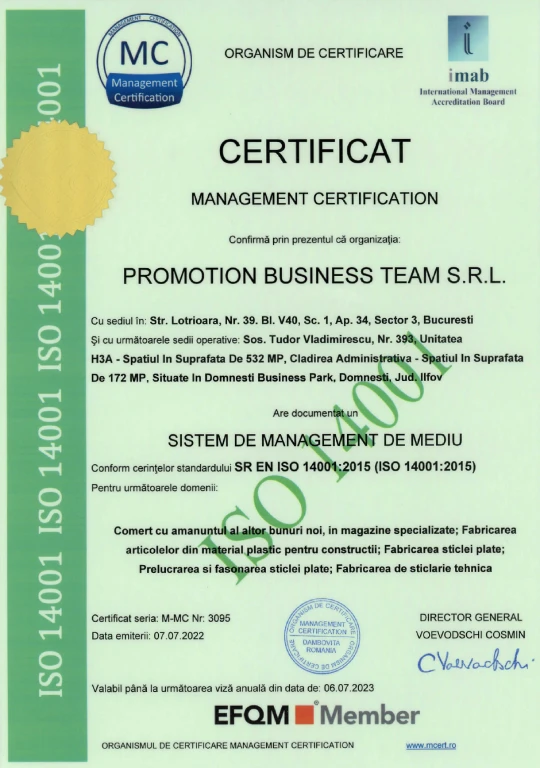 MANAGEMENT CERTIFICATION
MC
Management
Certification
ORGANISM DE CERTIFICARE
i
imab
International Management
Accreditation Board
CERTIFICAT
MANAGEMENT CERTIFICATION
Confirmă prin prezentul că organizația:
PROMOTION BUSINESS TEAM S.R.L.
Cu sediul în: Str. Lotrioara, Nr. 39. Bl. V40, Sc. 1, Ap. 34, Sector 3, Bucuresti
Și cu următoarele sedii operative: Sos. Tudor Vladimirescu, Nr. 393, Unitatea
H3A - Spatiul In Suprafata De 532 MP, Cladirea Administrativa - Spatiul In Suprafata
De 172 MP, Situate In Domnesti Business Park, Domnesti, Jud. Ilfov
Are documentat un
SISTEM DE MANAGEMENT DE MEDIU
Conform cerințelor standardului SR EN ISO 14001:2015 (ISO 14001:2015)
Pentru următoarele domenii:
Comert cu amanuntul al altor bunuri noi, in magazine specializate; Fabricarea
articolelor din material plastic pentru constructii; Fabricarea sticlei plate;
Prelucrarea si fasonarea sticlei plate; Fabricarea de sticlarie tehnica
ISO 14001
Certificat seria: M-MC Nr: 3095
Data emiterii: 07.07.2022
ORGANISM DE CERTIFICARE
MANAGEMENT
CERTIFICATION
DAMBOVITA
ROMANIA
ORGANISM DE CERTIFICARE
DIRECTOR GENERAL
VOEVODSCHI COSMIN
CVoevodschi
Valabil până la următoarea viză anuală din data de: 06.07.2023
EFQM Member
ORGANISMUL DE CERTIFICARE MANAGEMENT CERTIFICATION
www.mcert.ro
ISO 14001 ISO 14001 ISO 14001 001